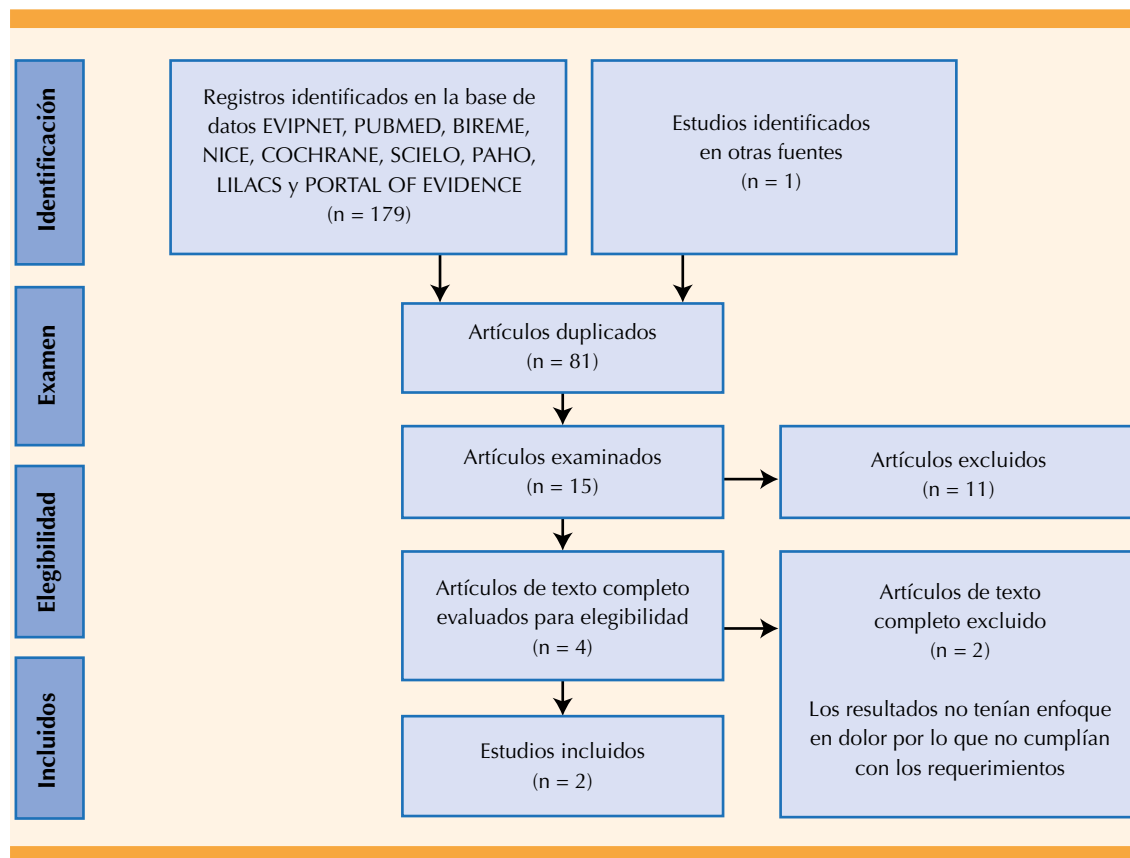 Identificación
Registros identificados en la base de
datos EVIPNET, PUBMED, BIREME,
NICE, COCHRANE, SCIELO, PAHO,
LILACS y PORTAL OF EVIDENCE
(n = 179)
Estudios identificados
en otras fuentes
(n = 1)
Examen
Artículos duplicados
(n = 81)
Artículos examinados
(n = 15)
Artículos excluidos
(n = 11)
Elegibilidad
Artículos de texto completo
evaluados para elegibilidad
(n = 4)
Artículos de texto
completo excluido
(n = 2)
Los resultados no tenían enfoque
en dolor por lo que no cumplían
con los requerimientos
Incluidos
Estudios incluidos
(n = 2)